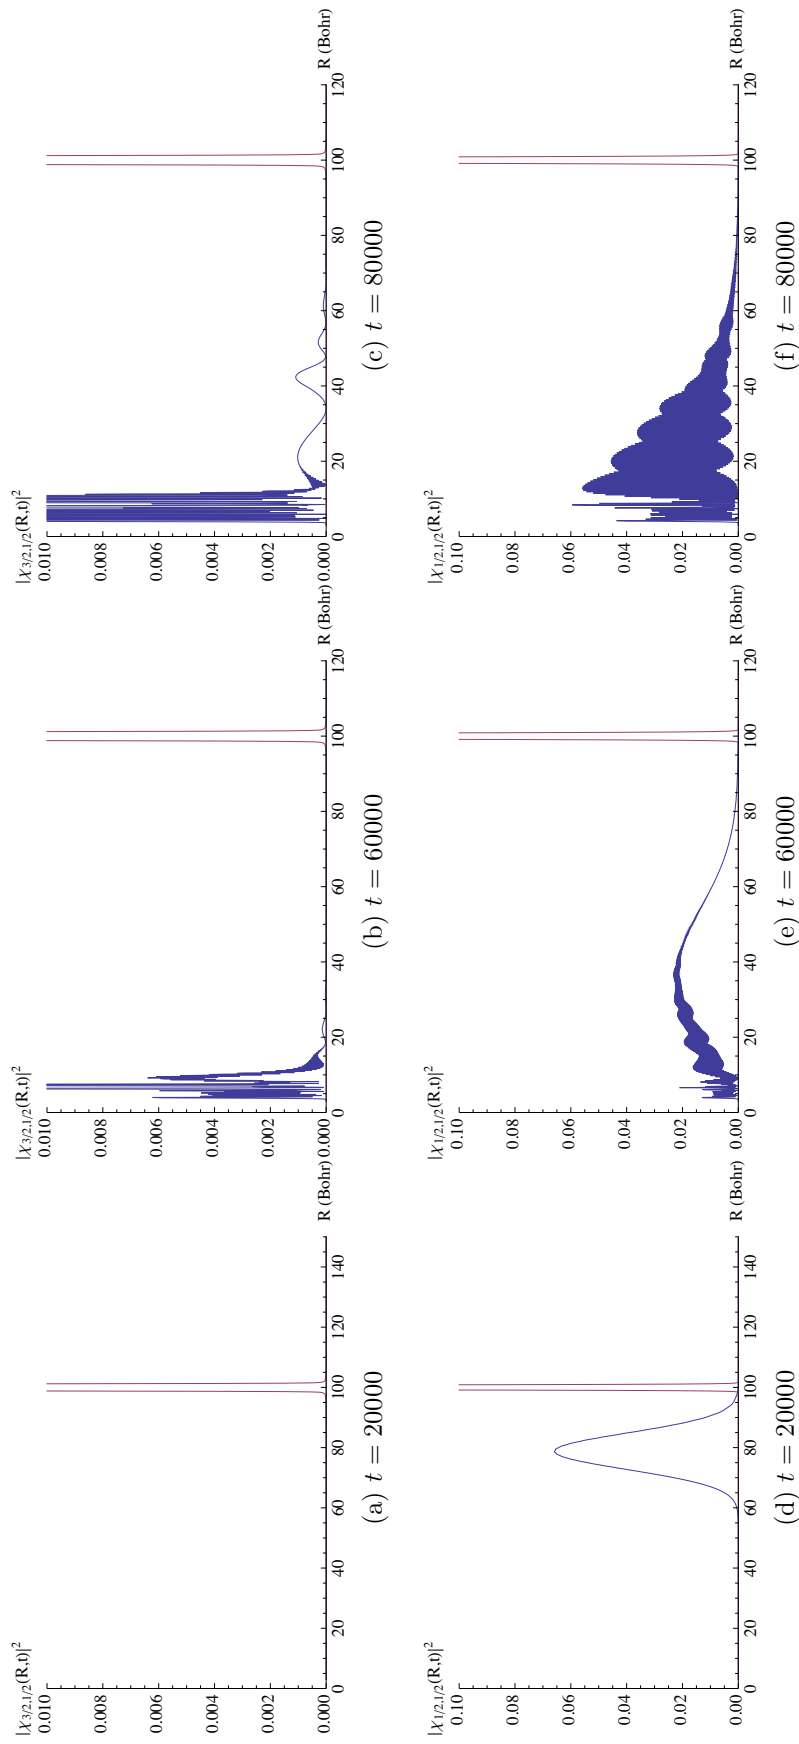 |χ3/2,1/2(R,t)|²
0.010
0.008
0.006
0.004
0.002
0.000
0 20 40 60 80 100 120 140
R (Bohr)
(a) t = 20000
|χ3/2,1/2(R,t)|²
0.010
0.008
0.006
0.004
0.002
0.000
0 20 40 60 80 100 120
R (Bohr)
(b) t = 60000
|χ3/2,1/2(R,t)|²
0.010
0.008
0.006
0.004
0.002
0.000
0 20 40 60 80 100 120
R (Bohr)
(c) t = 80000
|χ1/2,1/2(R,t)|²
0.10
0.08
0.06
0.04
0.02
0.00
0 20 40 60 80 100 120 140
R (Bohr)
(d) t = 20000
|χ1/2,1/2(R,t)|²
0.10
0.08
0.06
0.04
0.02
0.00
0 20 40 60 80 100 120
R (Bohr)
(e) t = 60000
|χ1/2,1/2(R,t)|²
0.10
0.08
0.06
0.04
0.02
0.00
0 20 40 60 80 100 120
R (Bohr)
(f) t = 80000